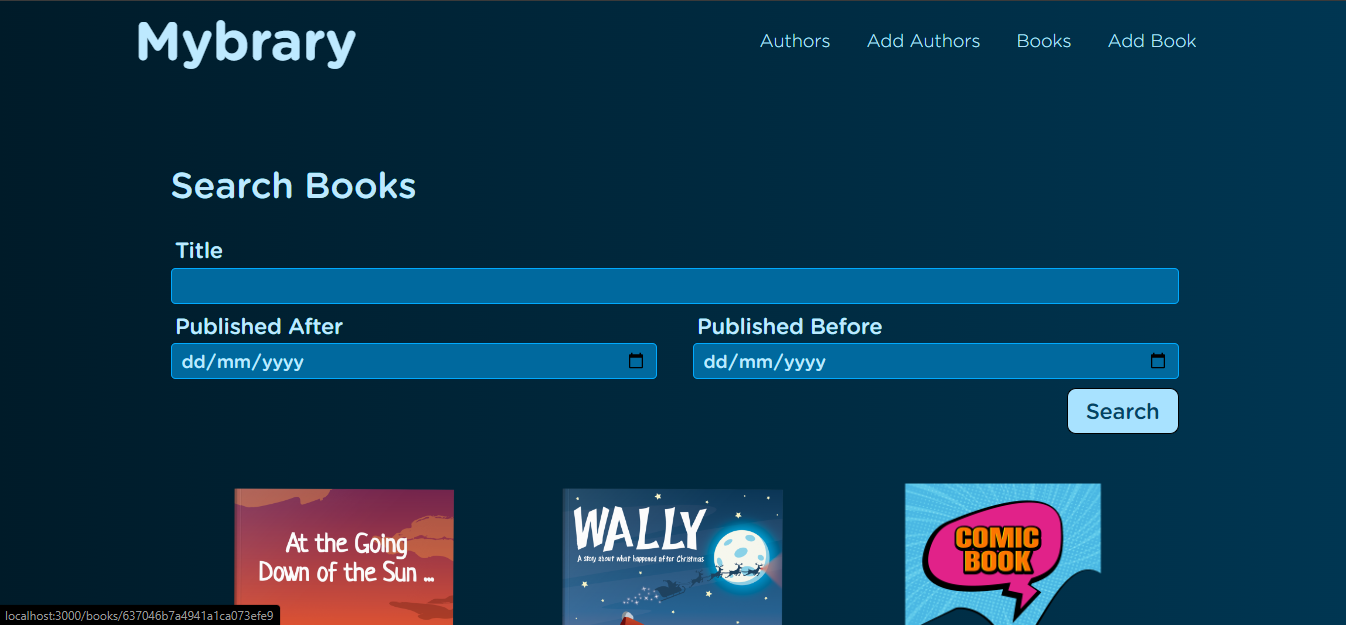 Mybrary
Authors Add Authors Books Add Book
Search Books
Title
Published After Published Before
dd/mm/yyyy dd/mm/yyyy
Search
At the Going
Down of the Sun ...
WALLY
A story about what happened after Christmas
COMIC
BOOK
localhost:3000/books/637046b7a4941a1ca073efe9